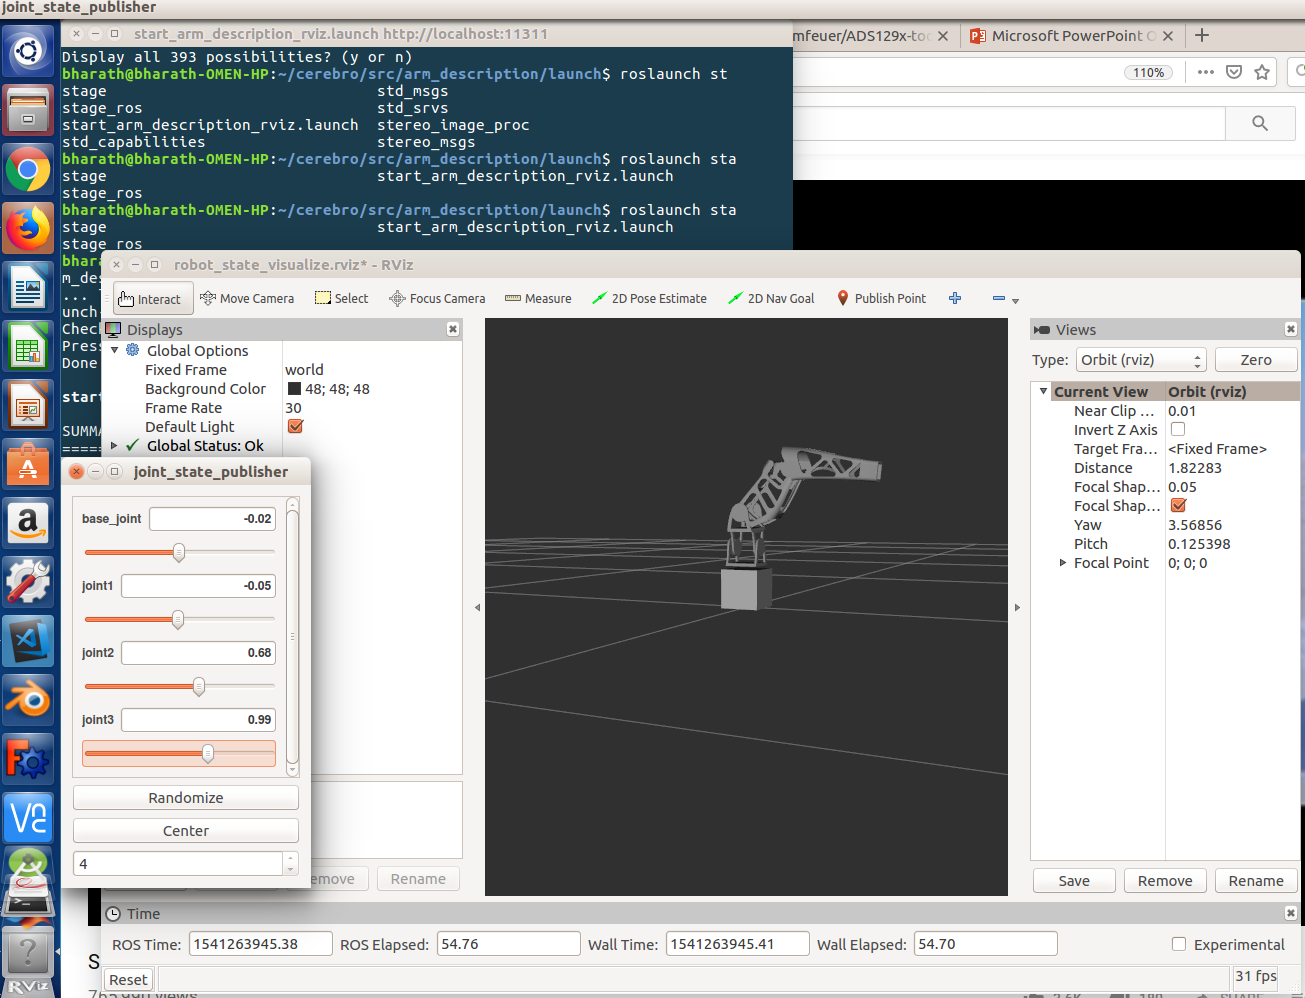 joint_state_publisher
start_arm_description_rviz.launch http://localhost:11311
Display all 393 possibilities? (y or n)
bharath@bharath-OMEN-HP:~/cerebro/src/arm_description/launch$ roslaunch st
stage std_msgs
stage_ros std_srvs
start_arm_description_rviz.launch stereo_image_proc
std_capabilities stereo_msgs
bharath@bharath-OMEN-HP:~/cerebro/src/arm_description/launch$ roslaunch sta
stage start_arm_description_rviz.launch
stage_ros
bharath@bharath-OMEN-HP:~/cerebro/src/arm_description/launch$ roslaunch sta
stage start_arm_description_rviz.launch
stage_ros
mfeuer/ADS129x-too
Microsoft PowerPoint O
110%
robot_state_visualize.rviz* - RViz
Interact Move Camera Select Focus Camera Measure 2D Pose Estimate 2D Nav Goal Publish Point
Displays
Global Options
Fixed Frame world
Background Color 48; 48; 48
Frame Rate 30
Default Light
Global Status: Ok
bhara
m_des
...
unch
Chec
Press
Done
start
SUMMA
=====
joint_state_publisher
base_joint -0.02
joint1 -0.05
joint2 0.68
joint3 0.99
Randomize
Center
4
emove Rename
Views
Type: Orbit (rviz) Zero
Current View Orbit (rviz)
Near Clip ... 0.01
Invert Z Axis
Target Fra... <Fixed Frame>
Distance 1.82283
Focal Shap... 0.05
Focal Shap...
Yaw 3.56856
Pitch 0.125398
Focal Point 0; 0; 0
Save Remove Rename
Time
ROS Time: 1541263945.38 ROS Elapsed: 54.76 Wall Time: 1541263945.41 Wall Elapsed: 54.70 Experimental
Reset 31 fps
RViz